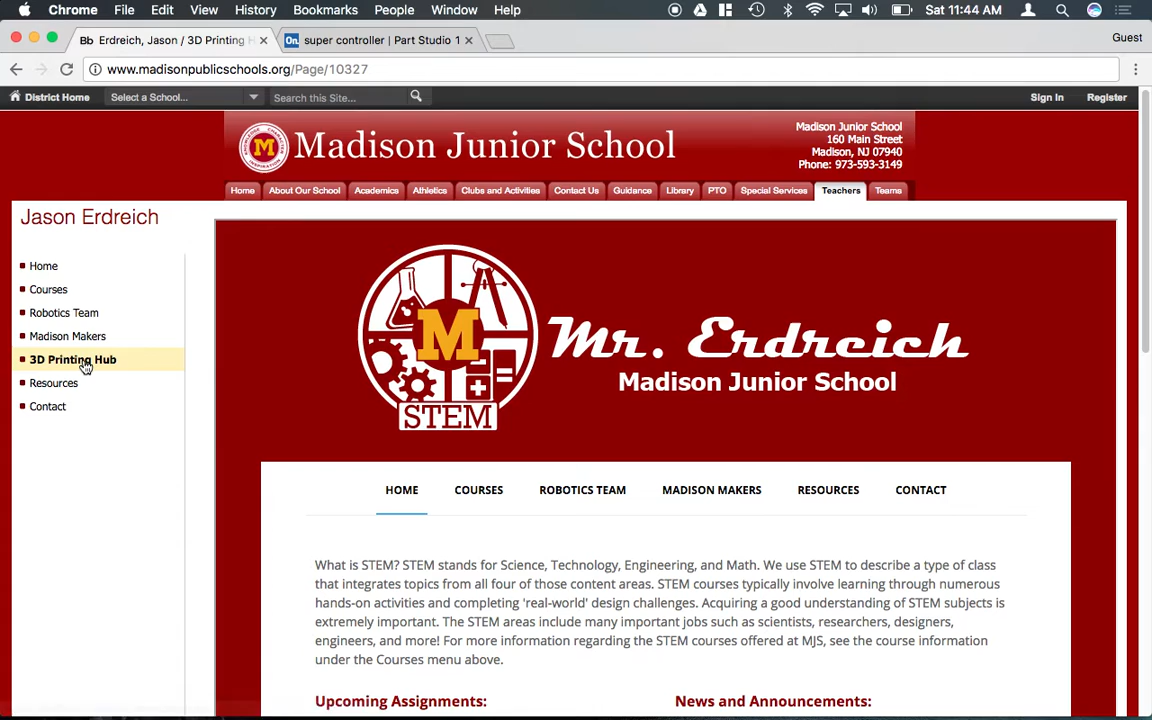 Chrome File Edit View History Bookmarks People Window Help Sat 11:44 AM
Bb Erdreich, Jason / 3D Printing H On. super controller | Part Studio 1 Guest
www.madisonpublicschools.org/Page/10327
District Home Select a School... Search this Site... Sign In Register
M Madison Junior School
Madison Junior School
160 Main Street
Madison, NJ 07940
Phone: 973-593-3149
Home About Our School Academics Athletics Clubs and Activities Contact Us Guidance Library PTO Special Services Teachers Teams
Jason Erdreich
Home
Courses
Robotics Team
Madison Makers
3D Printing Hub
Resources
Contact
M
STEM
Mr. Erdreich
Madison Junior School
HOME COURSES ROBOTICS TEAM MADISON MAKERS RESOURCES CONTACT
What is STEM? STEM stands for Science, Technology, Engineering, and Math. We use STEM to describe a type of class
that integrates topics from all four of those content areas. STEM courses typically involve learning through numerous
hands-on activities and completing 'real-world' design challenges. Acquiring a good understanding of STEM subjects is
extremely important. The STEM areas include many important jobs such as scientists, researchers, designers,
engineers, and more! For more information regarding the STEM courses offered at MJS, see the course information
under the Courses menu above.
Upcoming Assignments: News and Announcements: